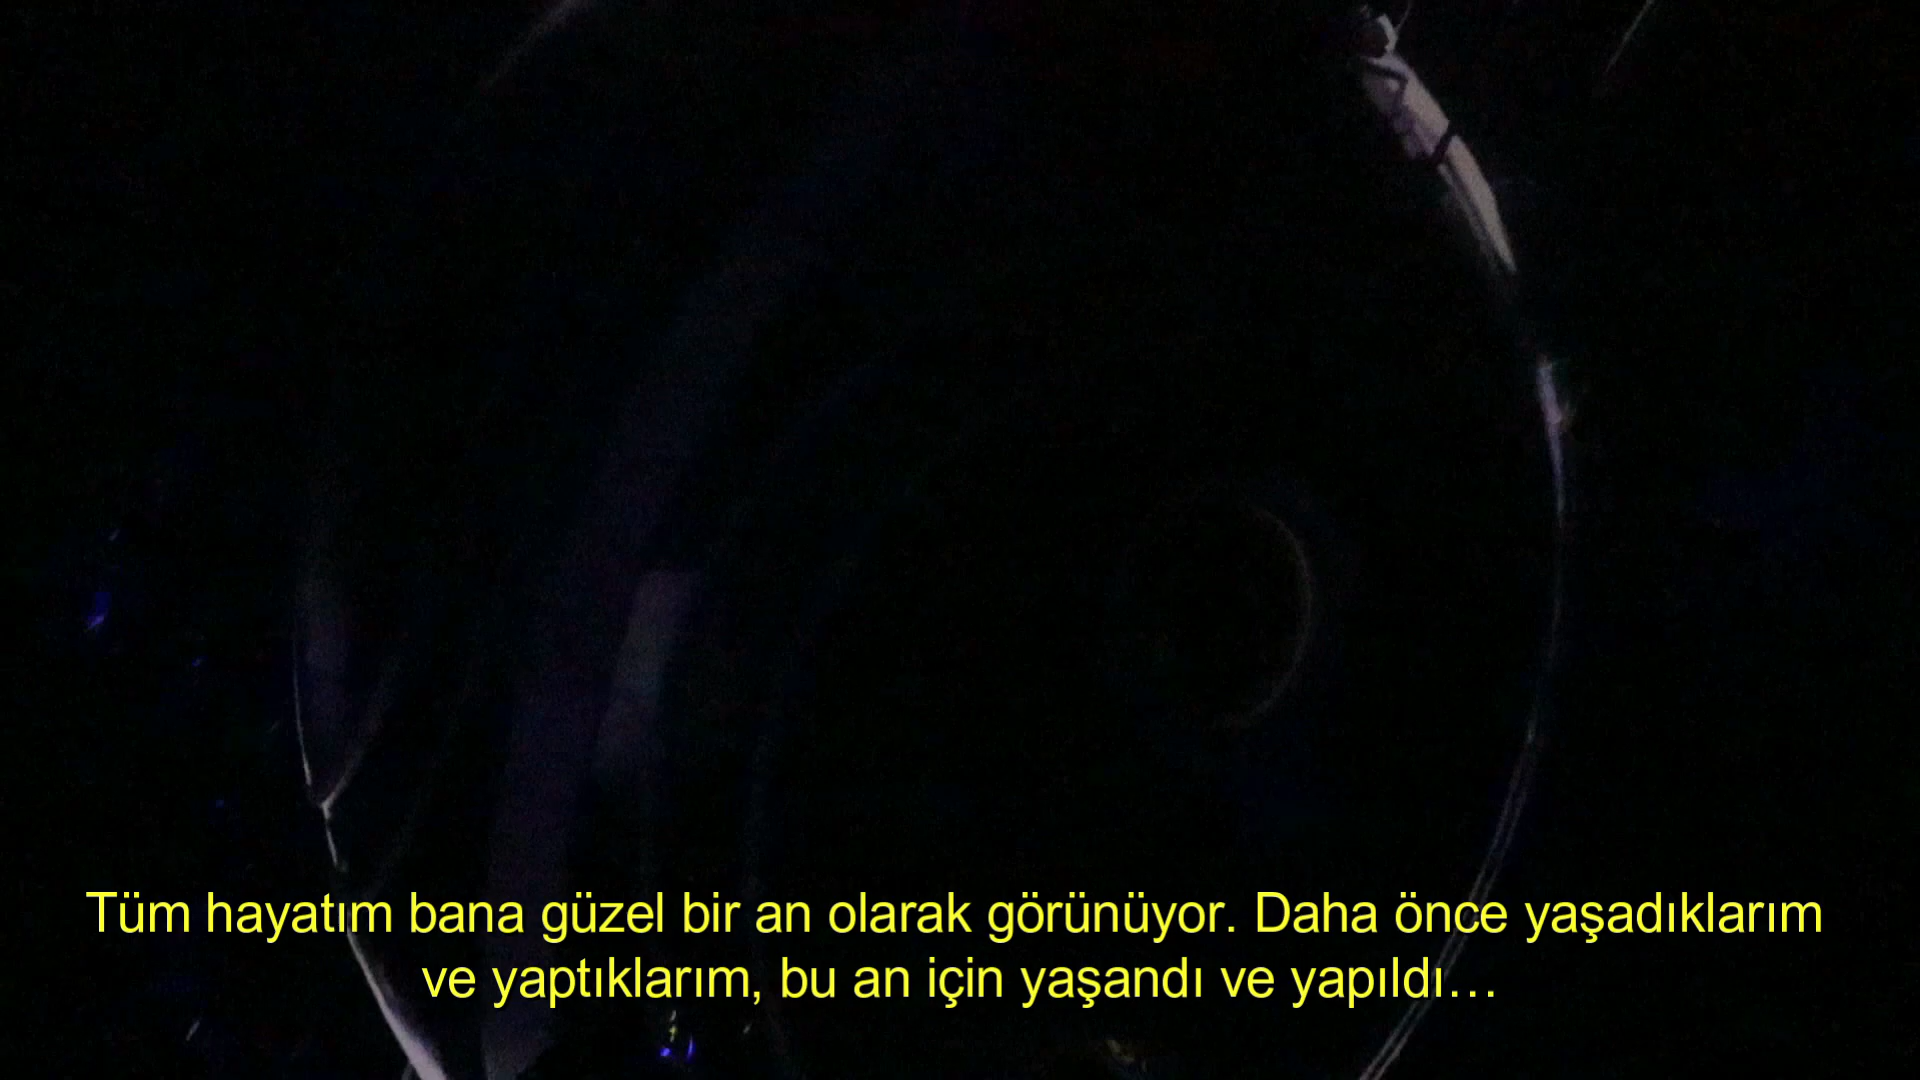 Tüm hayatım bana güzel bir an olarak görünüyor. Daha önce yaşadıklarım
ve yaptıklarım, bu an için yaşandı ve yapıldı…